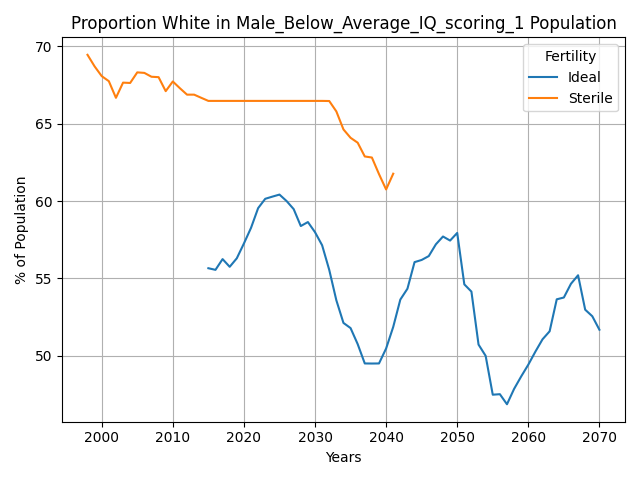 Proportion White in Male_Below_Average_IQ_scoring_1 Population
Fertility
Ideal
Sterile
% of Population
70
65
60
55
50
2000 2010 2020 2030 2040 2050 2060 2070
Years